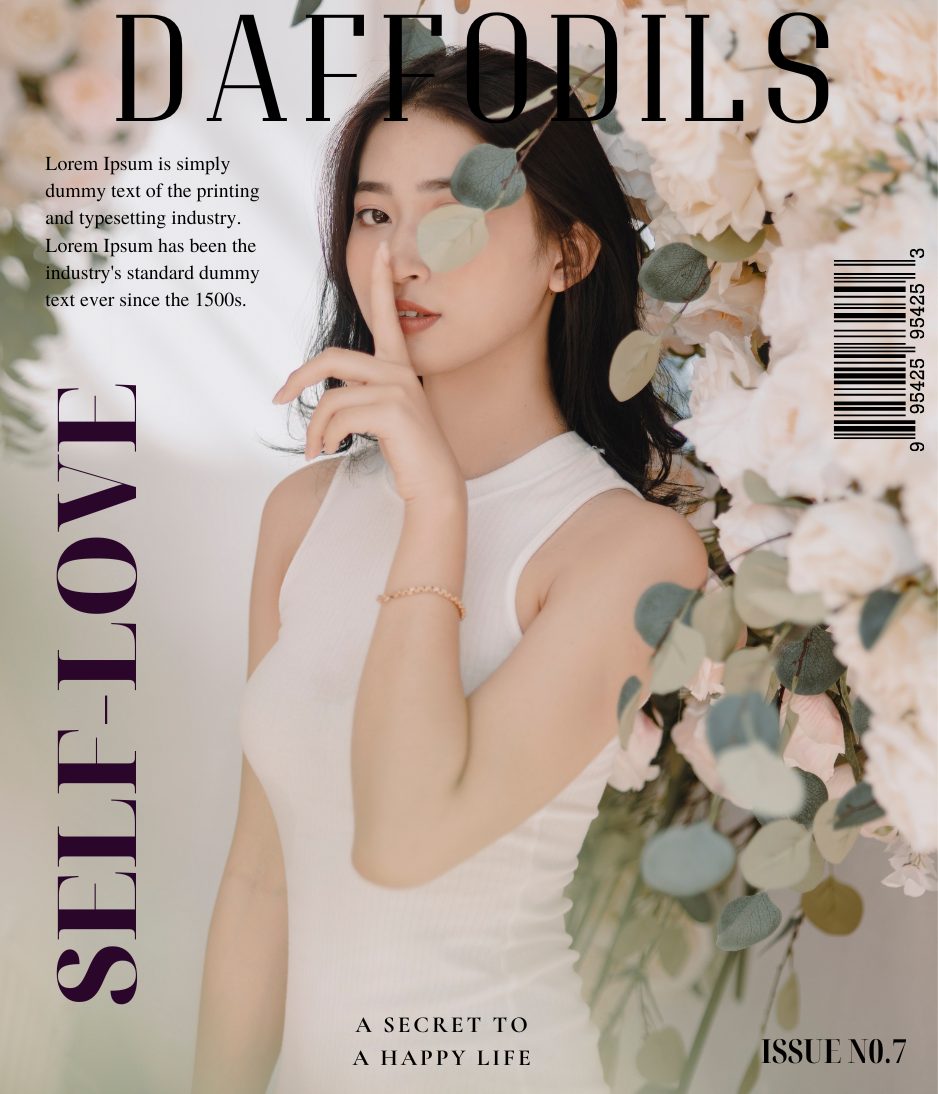 DAFFODILS
Lorem Ipsum is simply
dummy text of the printing
and typesetting industry.
Lorem Ipsum has been the
industry's standard dummy
text ever since the 1500s.
SELF-LOVE
9 95425 95425 3
A SECRET TO
A HAPPY LIFE
ISSUE N0.7